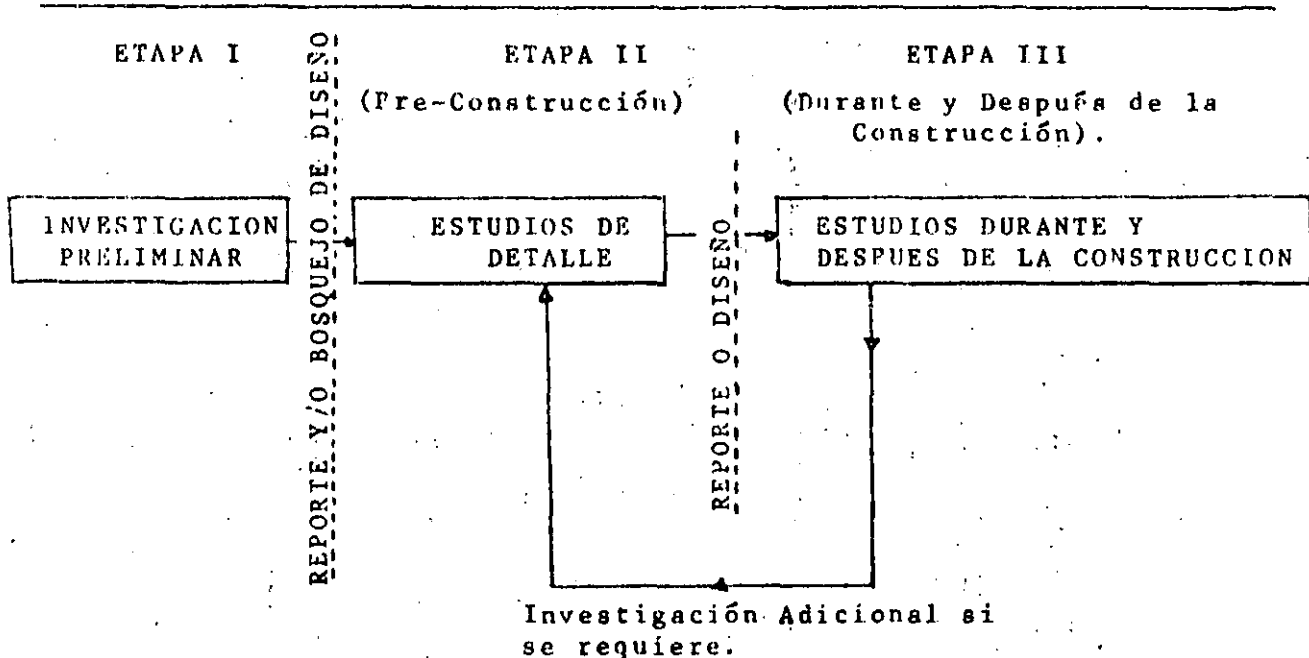 ETAPA I
REPORTE Y/O BOSQUEJO DE DISEÑO
ETAPA II
(Pre-Construcción)
ETAPA III
(Durante y Después de la
Construcción).
INVESTIGACION
PRELIMINAR
ESTUDIOS DE
DETALLE
REPORTE O DISEÑO
ESTUDIOS DURANTE Y
DESPUES DE LA CONSTRUCCION
Investigación Adicional si
se requiere.